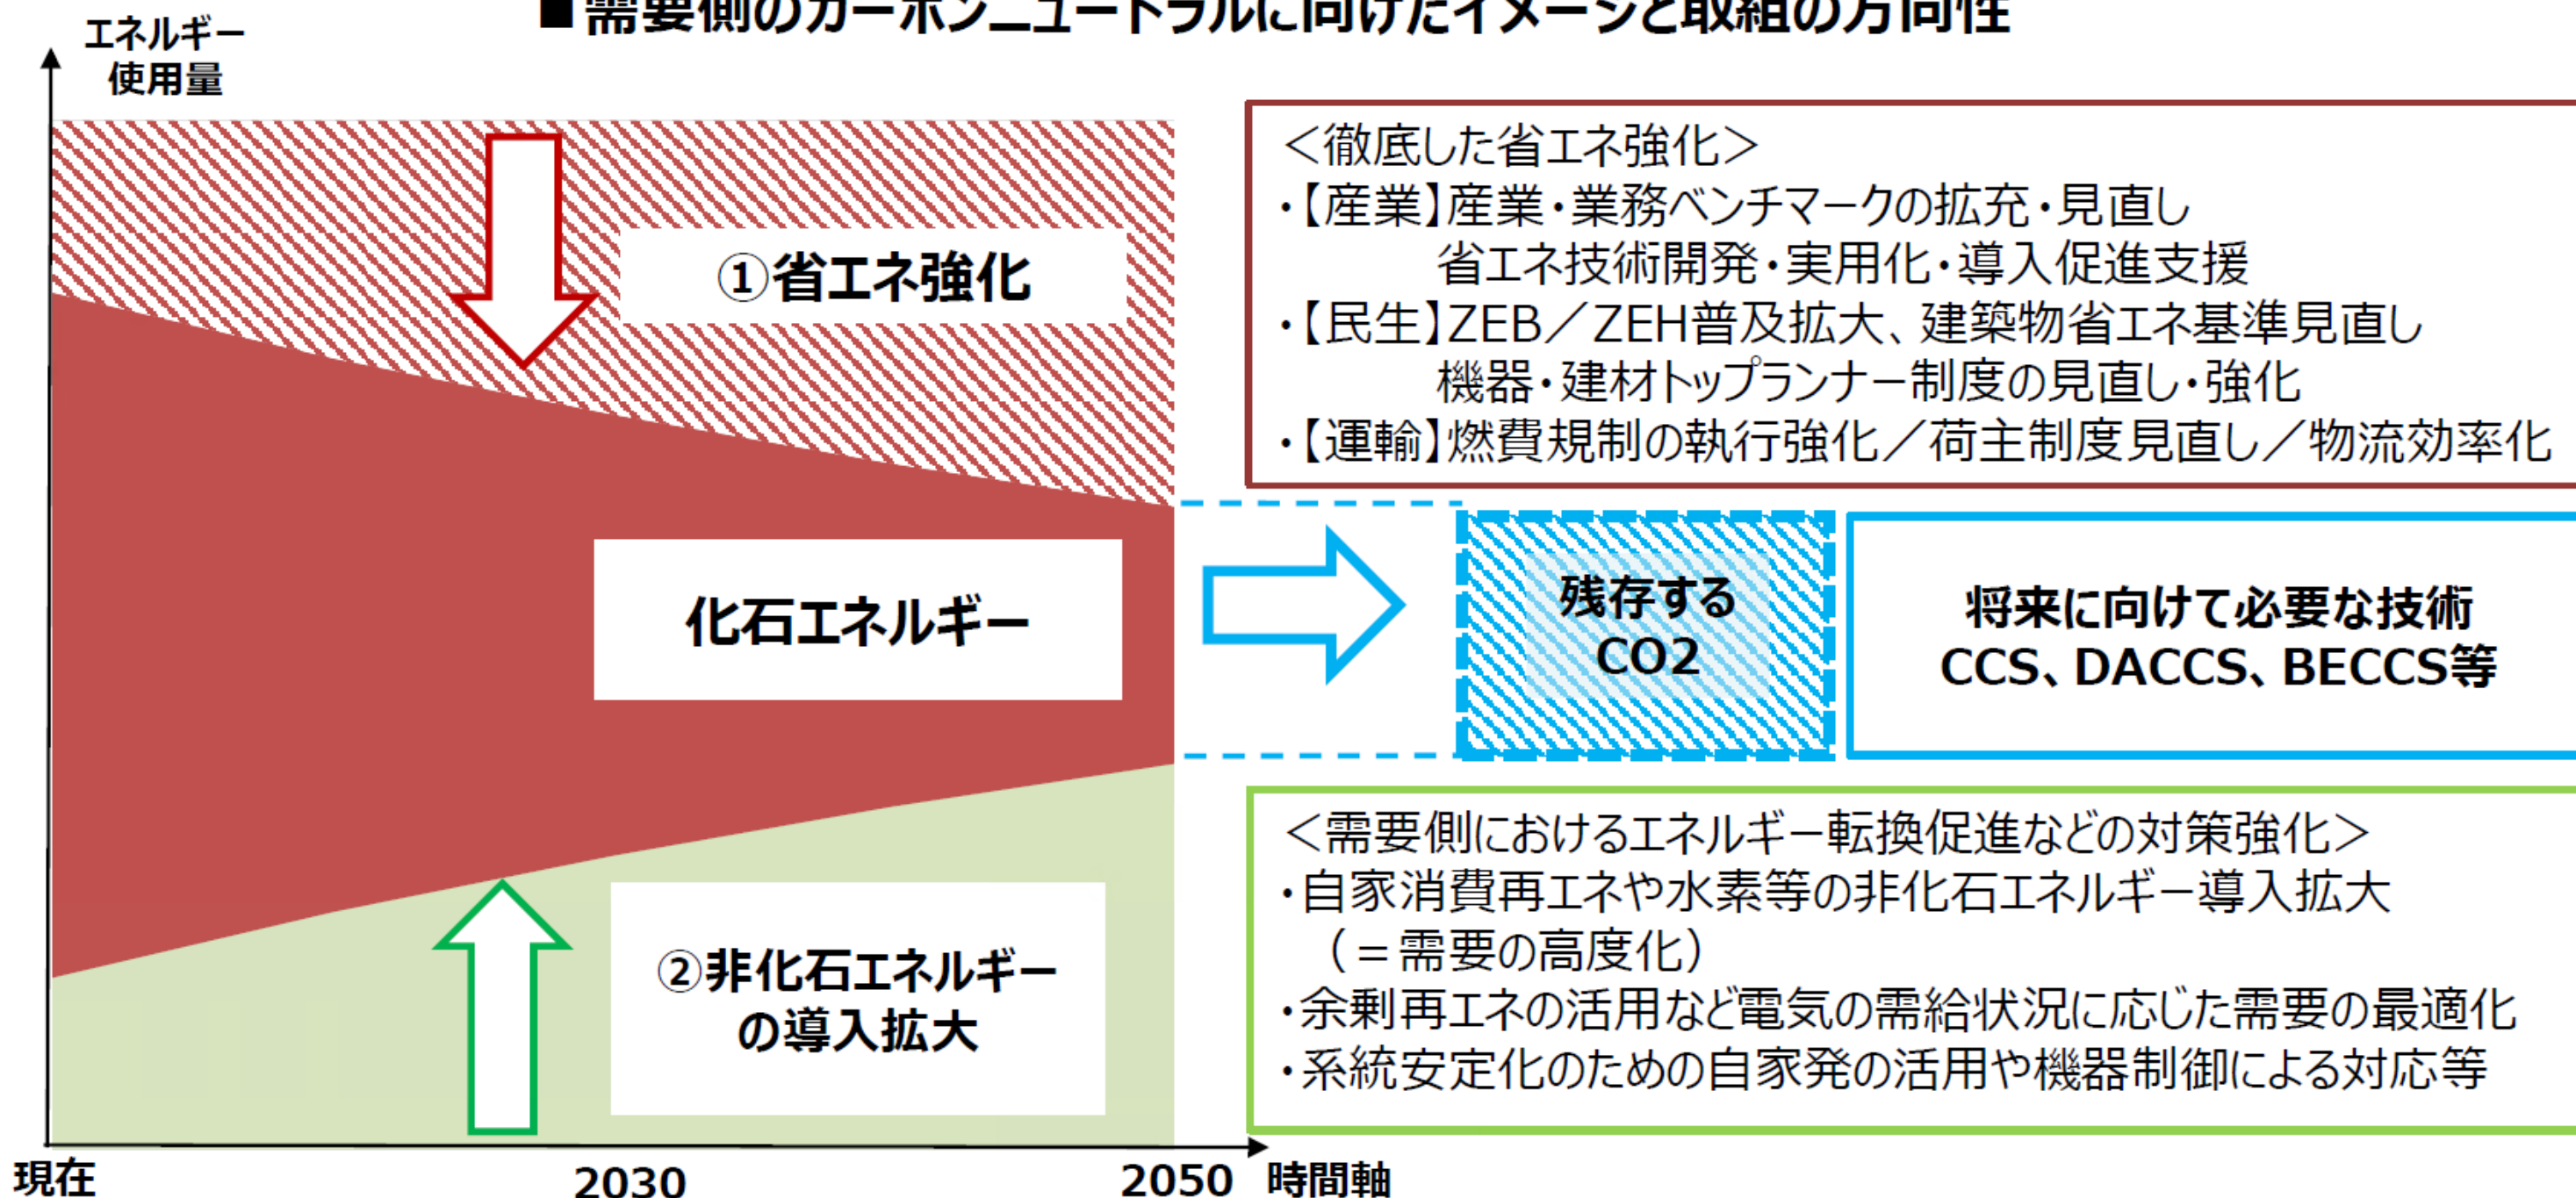 ■需要側のカーボンニュートラルに向けたイメージと取組の方向性
エネルギー
使用量
①省エネ強化
化石エネルギー
②非化石エネルギー
の導入拡大
現在
2030
2050
時間軸
＜徹底した省エネ強化＞
・【産業】産業・業務ベンチマークの拡充・見直し
省エネ技術開発・実用化・導入促進支援
・【民生】ZEB／ZEH普及拡大、建築物省エネ基準見直し
機器・建材トップランナー制度の見直し・強化
・【運輸】燃費規制の執行強化／荷主制度見直し／物流効率化
残存する
CO2
将来に向けて必要な技術
CCS、DACCS、BECCS等
＜需要側におけるエネルギー転換促進などの対策強化＞
・自家消費再エネや水素等の非化石エネルギー導入拡大
（＝需要の高度化）
・余剰再エネの活用など電気の需給状況に応じた需要の最適化
・系統安定化のための自家発の活用や機器制御による対応等